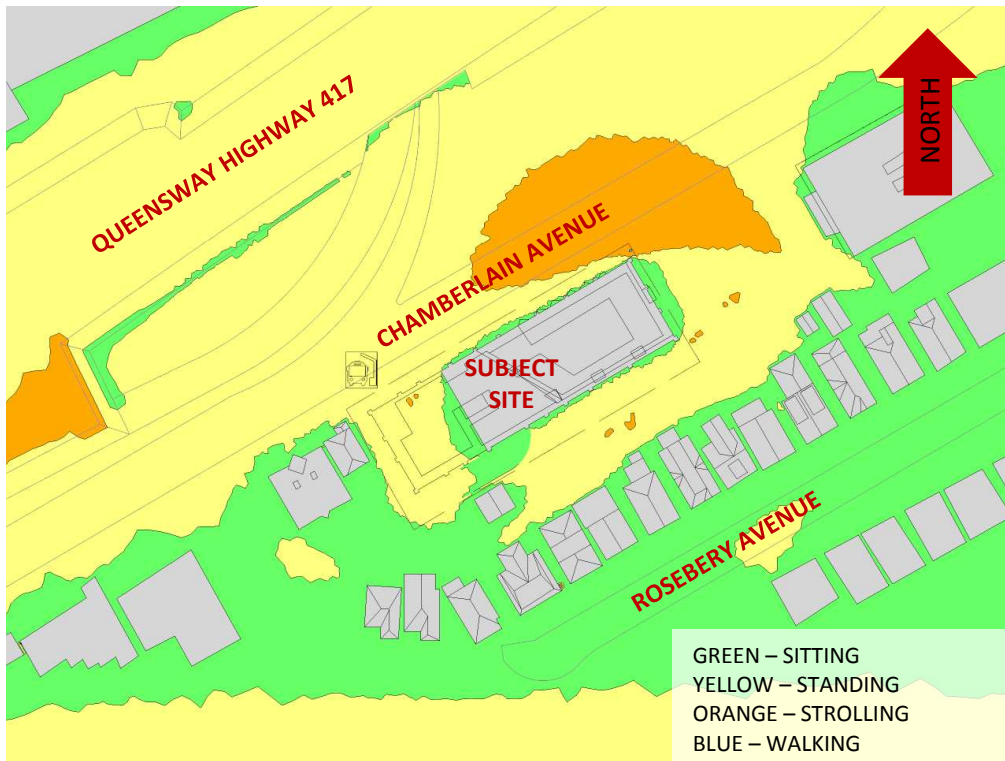 QUEENSWAY HIGHWAY 417
NORTH
CHAMBERLAIN AVENUE
SUBJECT
SITE
ROSEBERY AVENUE
GREEN – SITTING
YELLOW – STANDING
ORANGE – STROLLING
BLUE – WALKING